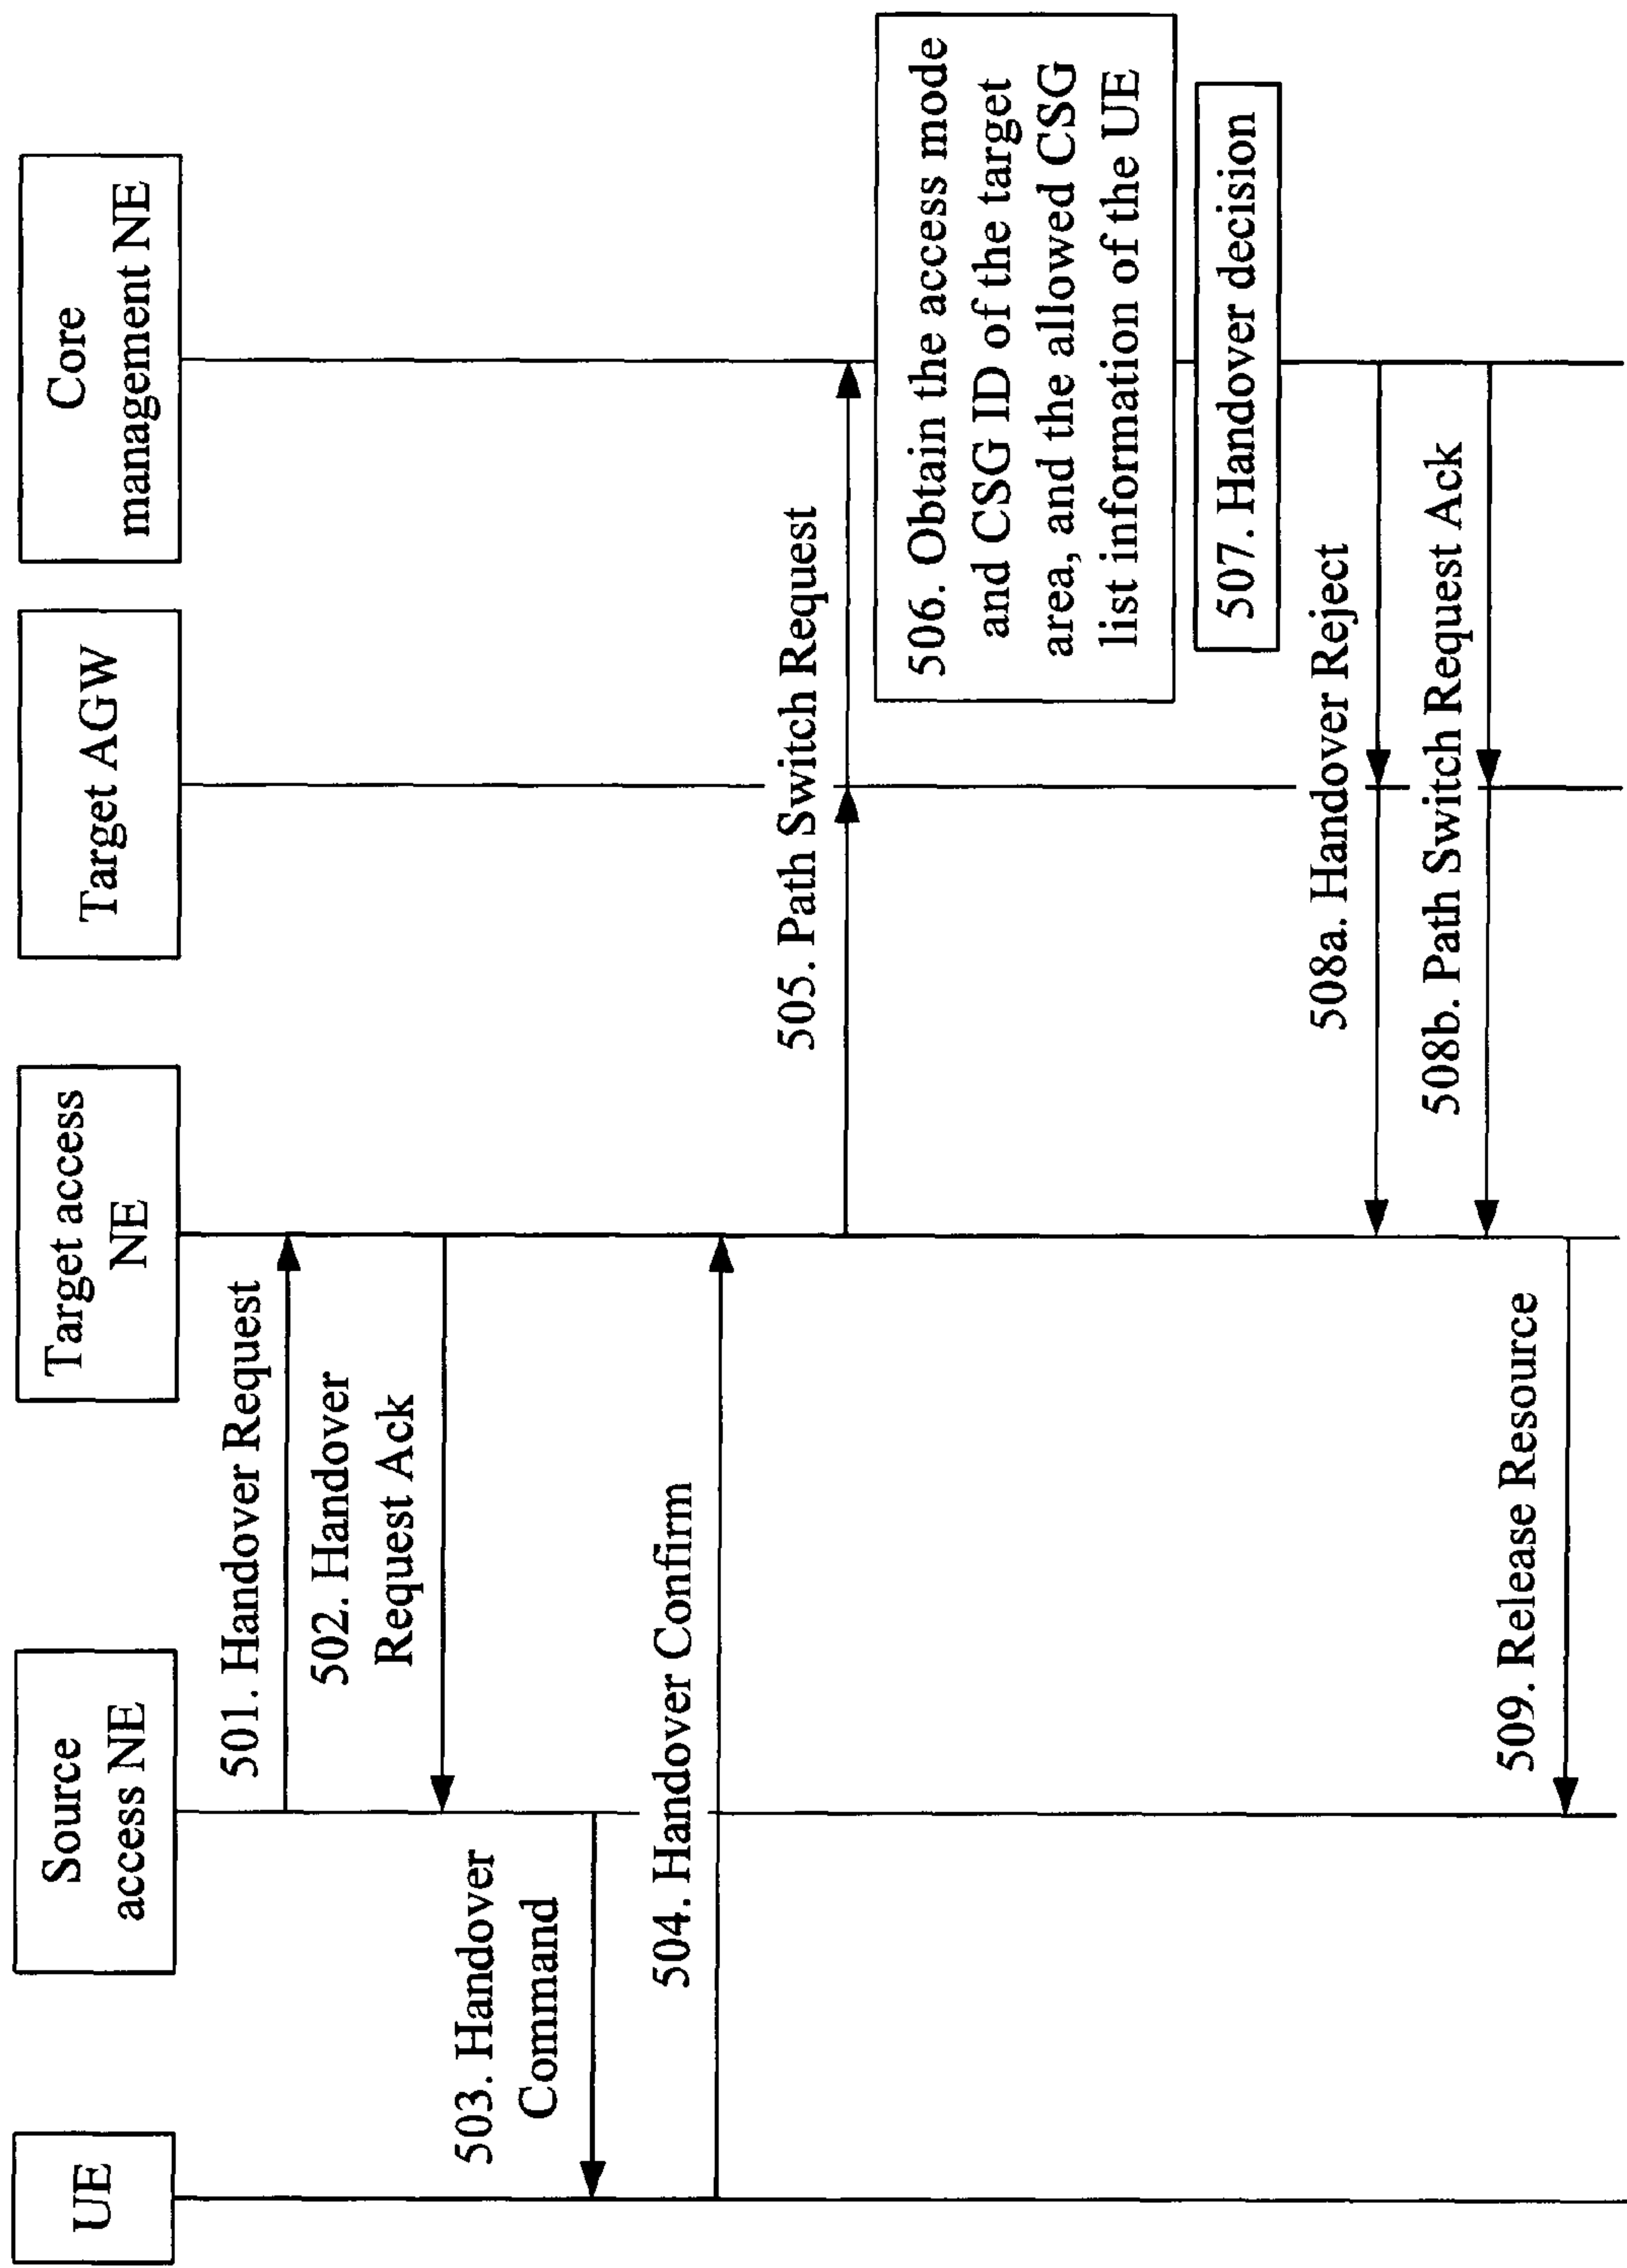 UE
Source
access NE
Target access
NE
Target AGW
Core
management NE
501. Handover Request
502. Handover
Request Ack
503. Handover
Command
504. Handover Confirm
505. Path Switch Request
506. Obtain the access mode
and CSG ID of the target
area, and the allowed CSG
list information of the UE
507. Handover decision
508a. Handover Reject
508b. Path Switch Request Ack
509. Release Resource